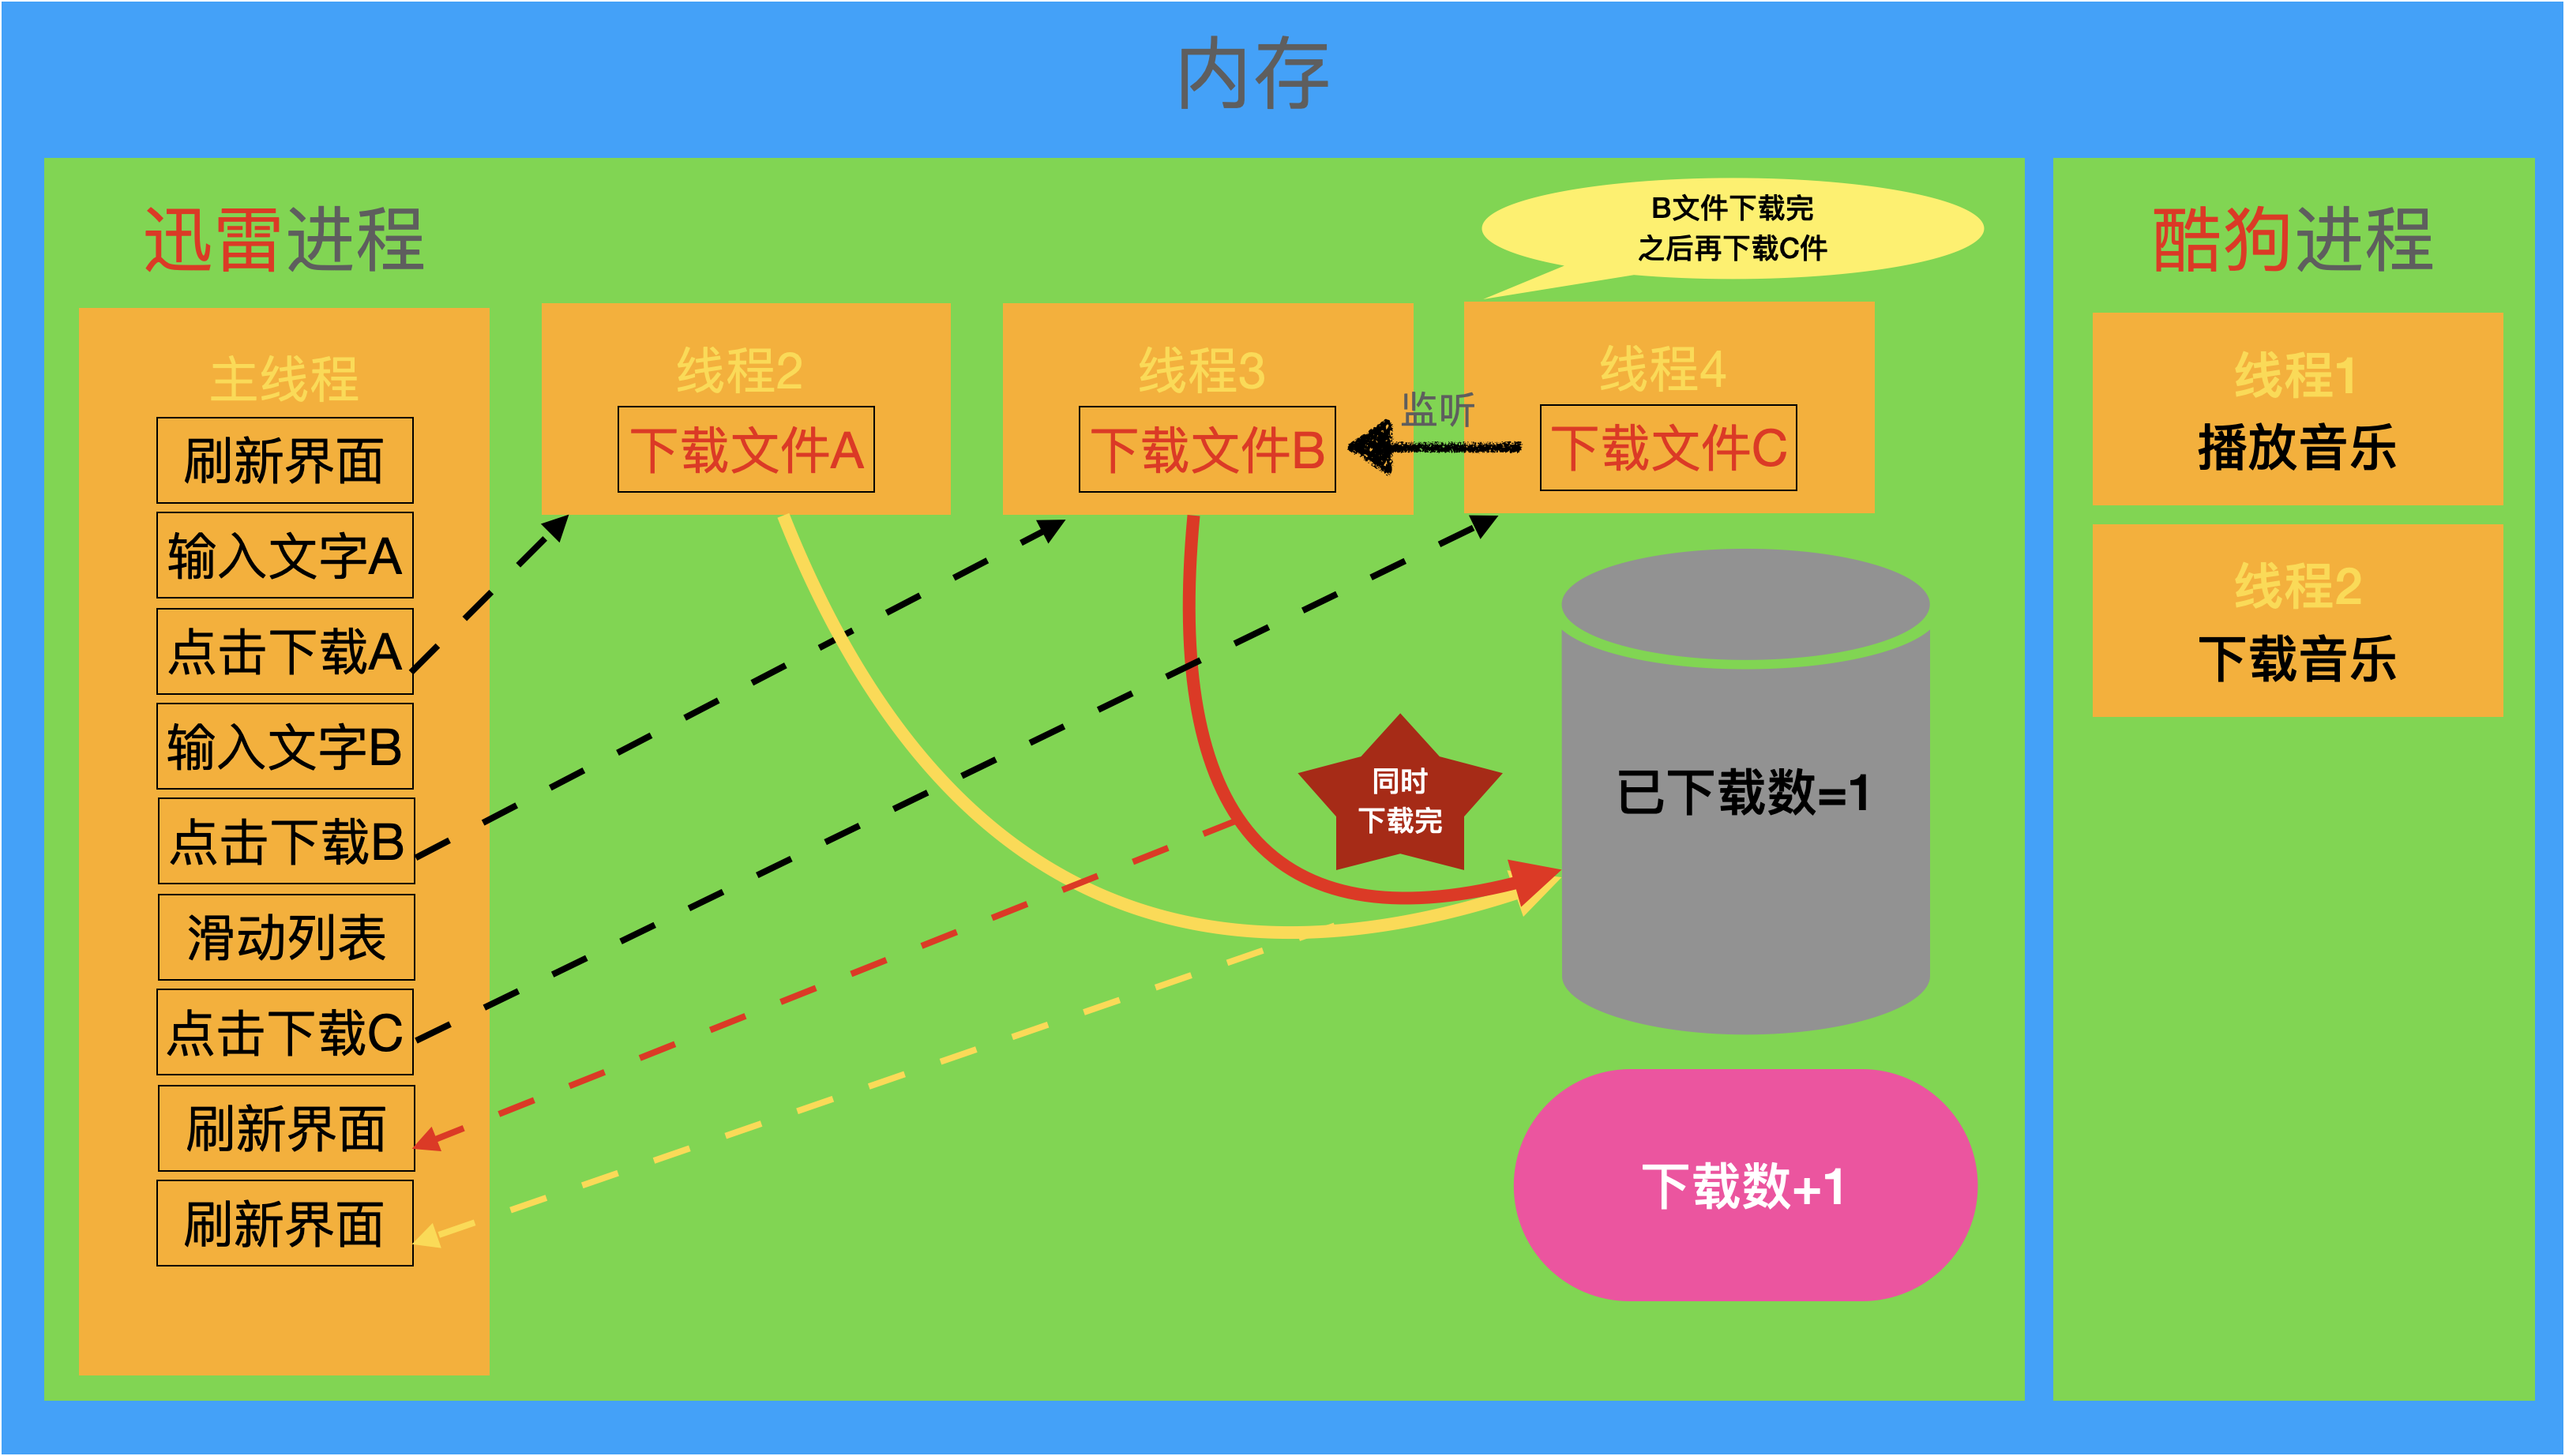 内存
迅雷进程
主线程
刷新界面
输入文字A
点击下载A
输入文字B
点击下载B
滑动列表
点击下载C
刷新界面
刷新界面
线程2
下载文件A
线程3
下载文件B
监听
B文件下载完
之后再下载C件
线程4
下载文件C
同时
下载完
已下载数=1
下载数+1
酷狗进程
线程1
播放音乐
线程2
下载音乐